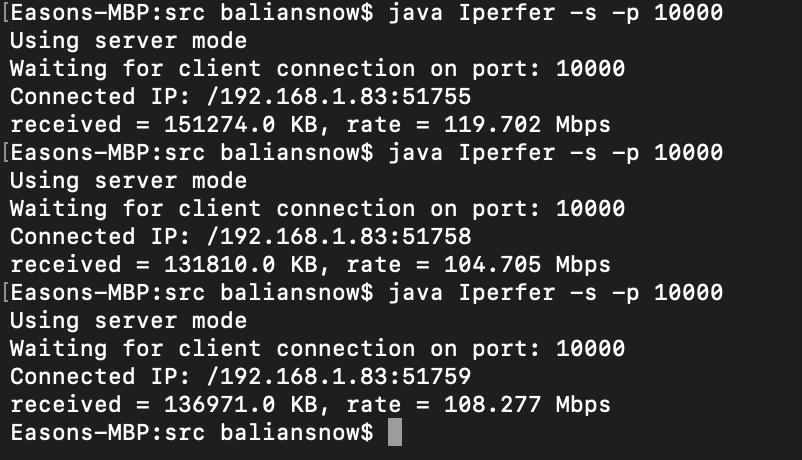 [Easons-MBP:src baliansnow$ java Iperfer -s -p 10000
Using server mode
Waiting for client connection on port: 10000
Connected IP: /192.168.1.83:51755
received = 151274.0 KB, rate = 119.702 Mbps
[Easons-MBP:src baliansnow$ java Iperfer -s -p 10000
Using server mode
Waiting for client connection on port: 10000
Connected IP: /192.168.1.83:51758
received = 131810.0 KB, rate = 104.705 Mbps
[Easons-MBP:src baliansnow$ java Iperfer -s -p 10000
Using server mode
Waiting for client connection on port: 10000
Connected IP: /192.168.1.83:51759
received = 136971.0 KB, rate = 108.277 Mbps
Easons-MBP:src baliansnow$